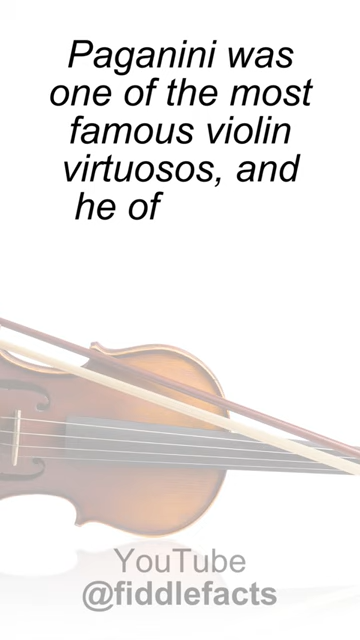 Paganini was
one of the most
famous violin
virtuosos, and
he of
YouTube
@fiddlefacts